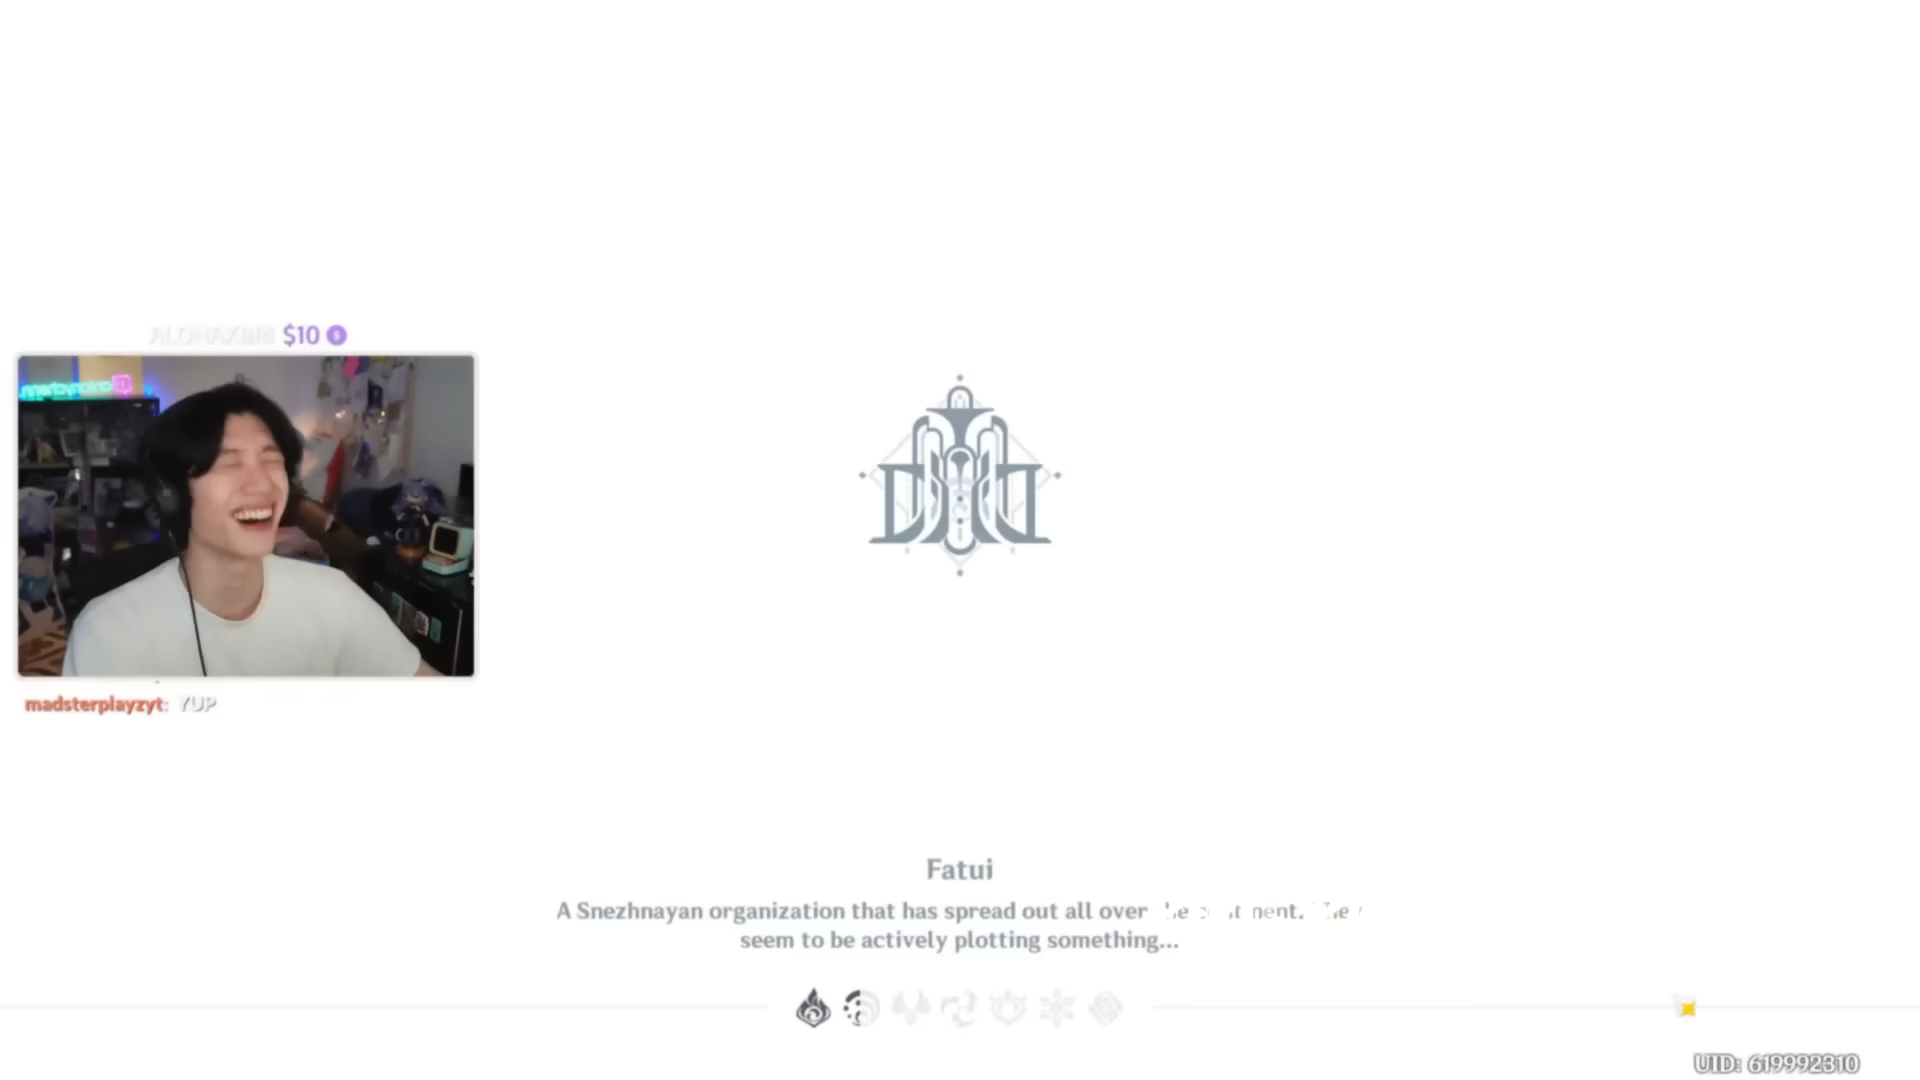 ALOHAXBRI $10
madsterplayzyt: YUP
Fatui
A Snezhnayan organization that has spread out all over
seem to be actively plotting something...
UID: 619992310